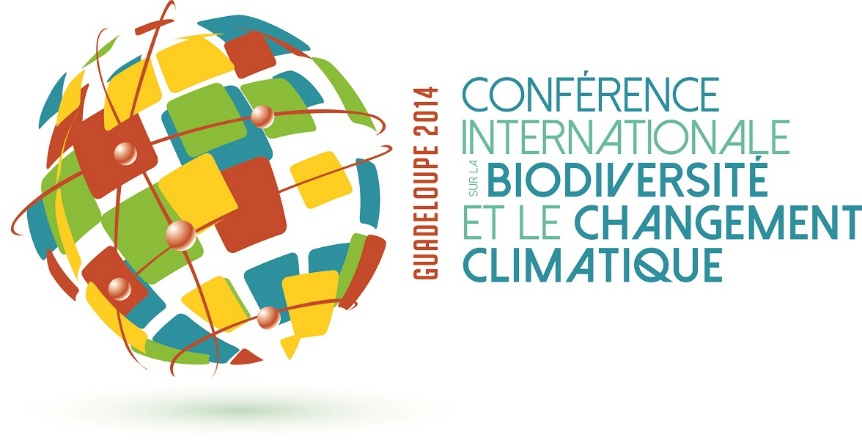 GUADELOUPE 2014
CONFÉRENCE
INTERNATIONALE
SUR LA BIODIVERSITÉ
ET LE CHANGEMENT
CLIMATIQUE